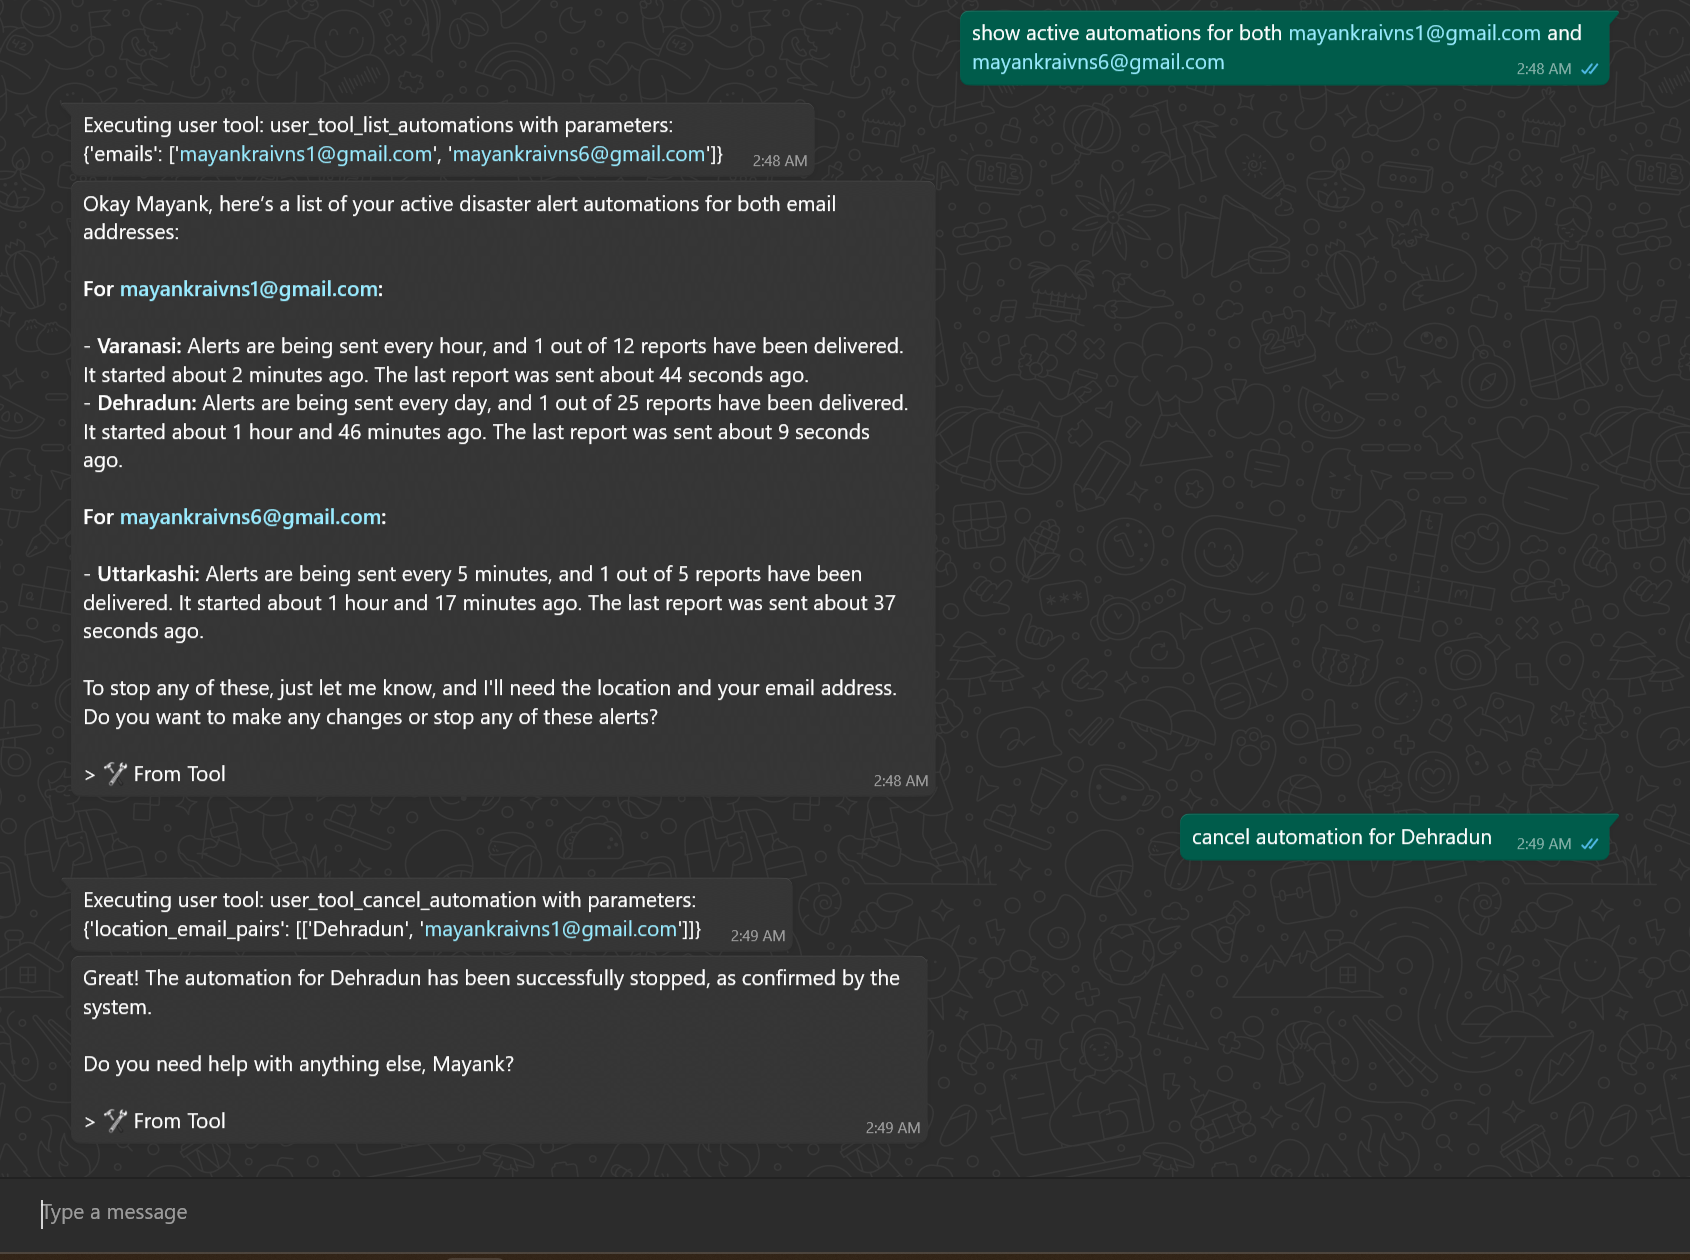 show active automations for both mayankraivns1@gmail.com and
mayankraivns6@gmail.com
2:48 AM
Executing user tool: user_tool_list_automations with parameters:
{'emails': ['mayankraivns1@gmail.com', 'mayankraivns6@gmail.com']}
2:48 AM
Okay Mayank, here’s a list of your active disaster alert automations for both email
addresses:
For mayankraivns1@gmail.com:
- Varanasi: Alerts are being sent every hour, and 1 out of 12 reports have been delivered.
It started about 2 minutes ago. The last report was sent about 44 seconds ago.
- Dehradun: Alerts are being sent every day, and 1 out of 25 reports have been delivered.
It started about 1 hour and 46 minutes ago. The last report was sent about 9 seconds
ago.
For mayankraivns6@gmail.com:
- Uttarkashi: Alerts are being sent every 5 minutes, and 1 out of 5 reports have been
delivered. It started about 1 hour and 17 minutes ago. The last report was sent about 37
seconds ago.
To stop any of these, just let me know, and I'll need the location and your email address.
Do you want to make any changes or stop any of these alerts?
> 🛠 From Tool
2:48 AM
cancel automation for Dehradun
2:49 AM
Executing user tool: user_tool_cancel_automation with parameters:
{'location_email_pairs': [['Dehradun', 'mayankraivns1@gmail.com']]}
2:49 AM
Great! The automation for Dehradun has been successfully stopped, as confirmed by the
system.
Do you need help with anything else, Mayank?
> 🛠 From Tool
2:49 AM
Type a message